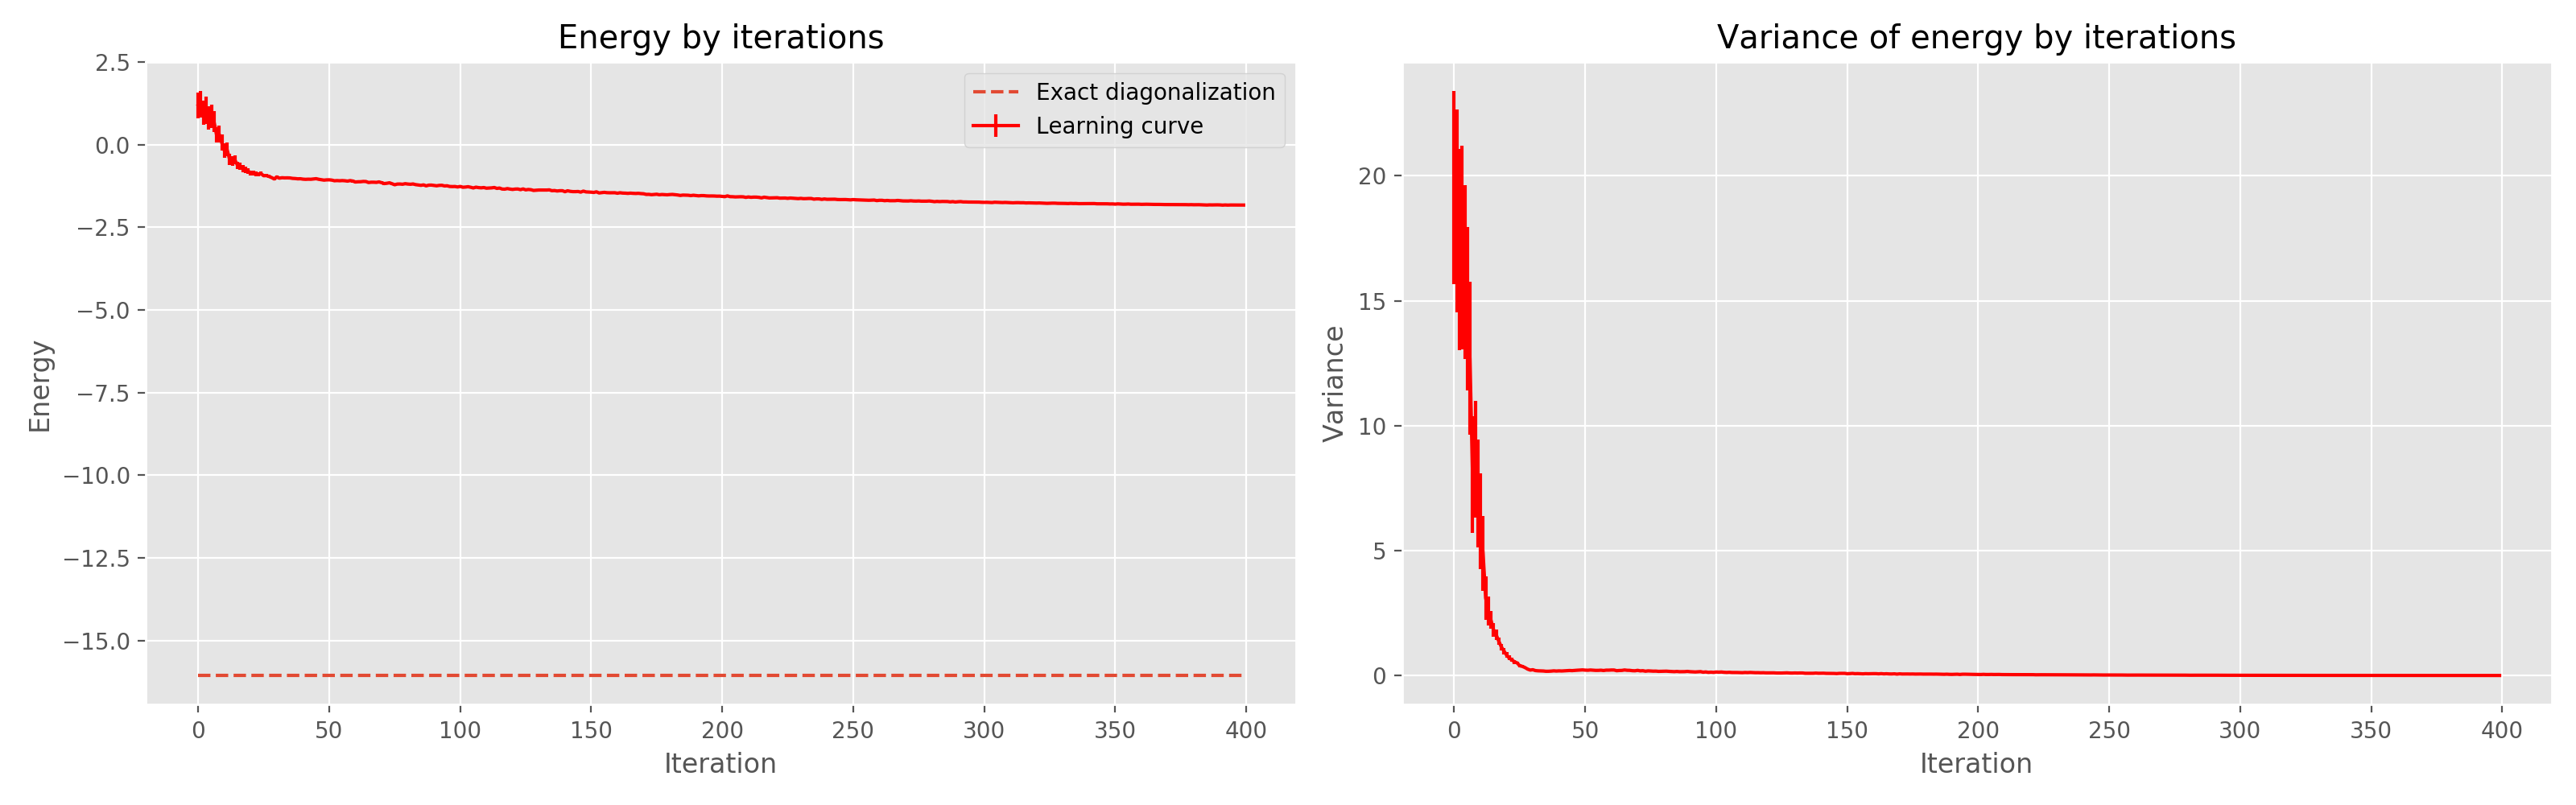 Energy by iterations
2.5
0.0
−2.5
−5.0
−7.5
−10.0
−12.5
−15.0
Energy
Exact diagonalization
Learning curve
0 50 100 150 200 250 300 350 400
Iteration
Variance of energy by iterations
20
15
10
5
0
Variance
0 50 100 150 200 250 300 350 400
Iteration